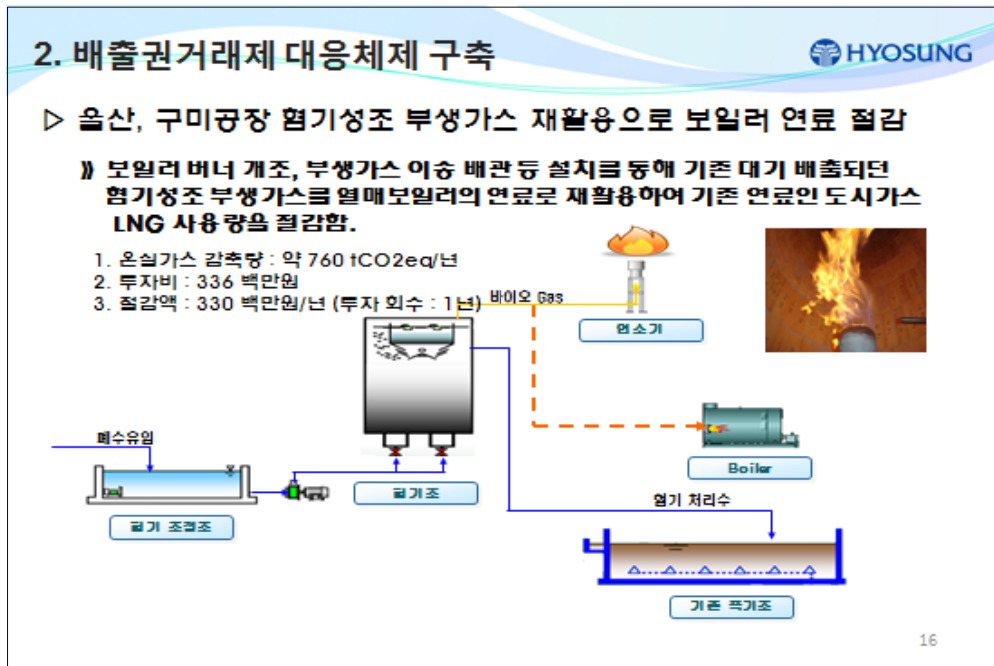 2. 배출권거래제 대응체제 구축
HYOSUNG
▷ 울산, 구미공장 혐기성조 부생가스 재활용으로 보일러 연료 절감
》 보일러 버너 개조, 부생가스 이송 배관 등 설치를 통해 기존 대기 배출되던
혐기성조 부생가스를 열매보일러의 연료로 재활용하여 기존 연료인 도시가스
LNG 사용량을 절감함.
1. 온실가스 감축량 : 약 760 tCO2eq/년
2. 투자비 : 336 백만원
3. 절감액 : 330 백만원/년 (투자 회수 : 1년)
바이오 Gas
연소기
폐수유입
Boiler
혐기조
혐기 처리수
혐기 조정조
기존 폭기조
16